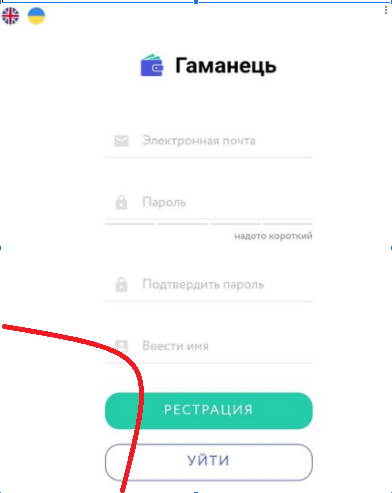 Гаманець
Электронная почта
Пароль
надото короткий
Подтвердить пароль
Ввести имя
РЕСТРАЦИЯ
УЙТИ